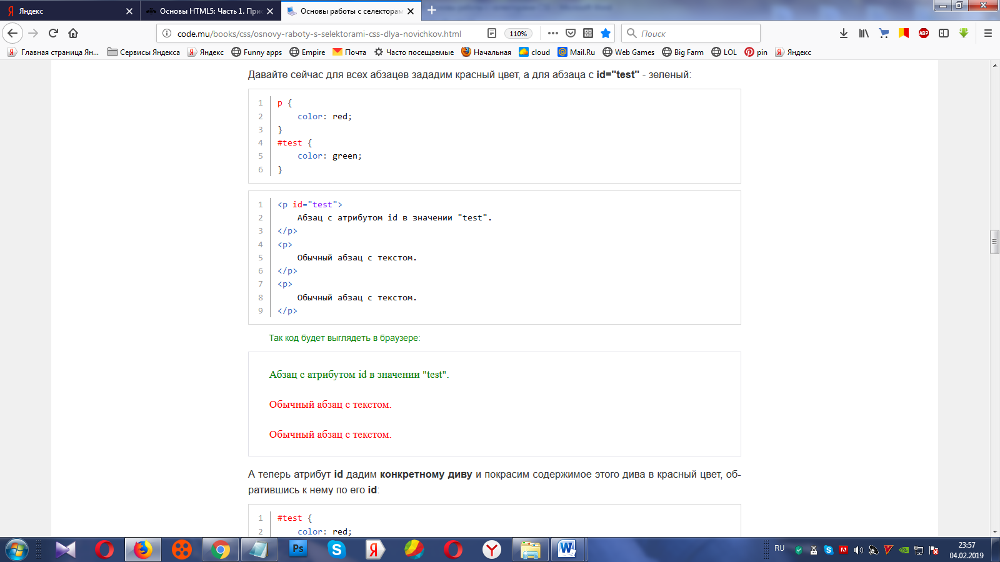 Яндекс
Основы HTML5: Часть 1. При
Основы работы с селекторам
code.mu/books/css/osnovy-raboty-s-selektorami-css-dlya-novichkov.html
110%
Поиск
Главная страница Ян...
Сервисы Яндекса
Яндекс
Funny apps
Empire
Почта
Часто посещаемые
Начальная
cloud
Mail.Ru
Web Games
Big Farm
LOL
pin
Яндекс
Давайте сейчас для всех абзацев зададим красный цвет, а для абзаца с id="test" - зеленый:
1 p {
2 color: red;
3 }
4 #test {
5 color: green;
6 }
1 <p id="test">
2 Абзац с атрибутом id в значении "test".
3 </p>
4 <p>
5 Обычный абзац с текстом.
6 </p>
7 <p>
8 Обычный абзац с текстом.
9 </p>
Так код будет выглядеть в браузере:
Абзац с атрибутом id в значении "test".
Обычный абзац с текстом.
Обычный абзац с текстом.
А теперь атрибут id дадим конкретному диву и покрасим содержимое этого дива в красный цвет, об-
ратившись к нему по его id:
1 #test {
2 color: red;
Ps
RU
23:57
04.02.2019